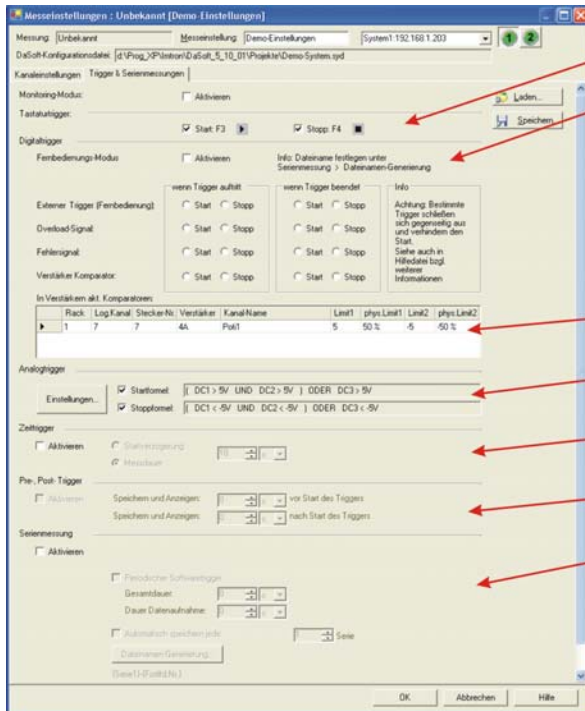 Messeinstellungen : Unbekannt [Demo-Einstellungen]
Messung: Unbekannt Messeinstellung: Demo-Einstellungen System1:192.168.1.203 1 2
DaSoft-Konfigurationsdatei: d:\Prog_XP\Imtron\DaSoft_5_10_01\Projekte\Demo-System.syd
Kanaleinstellungen Trigger & Serienmessungen
Monitoring-Modus: Aktivieren Laden...
Tastaturtrigger: Speichern...
Start: F3 Stopp: F4
Digitaltrigger
Fernbedienungs-Modus Aktivieren Info: Dateiname festlegen unter
Serienmessung > Dateinamen-Generierung
wenn Trigger auftritt wenn Trigger beendet Info
Externer Trigger (Fernbedienung): Start Stopp Start Stopp
Overload-Signal: Start Stopp Start Stopp
Fehlersignal: Start Stopp Start Stopp
Verstärker Komparator: Start Stopp Start Stopp
Achtung: Bestimmte
Trigger schließen
sich gegenseitig aus
und verhindern den
Start.
Siehe auch in
Hilfedatei bzgl.
weiterer
Informationen
In Verstärkern akt. Komparatoren:
Rack Log.Kanal Stecker-Nr. Verstärker Kanal-Name Limit1 phys.Limit1 Limit2 phys.Limit2
1 7 7 4A Poti1 5 50 % -5 -50 %
Analogtrigger
Einstellungen...
Startformel: ( DC1 > 5V UND DC2 > 5V ) ODER DC3 > 5V
Stoppformel: ( DC1 < -5V UND DC2 < -5V ) ODER DC3 < -5V
Zeittrigger
Aktivieren Startverzögerung
Messdauer 10 s
Pre-, Post- Trigger
Aktivieren Speichern und Anzeigen: vor Start des Triggers
Speichern und Anzeigen: nach Start des Triggers
Serienmessung
Aktivieren
Periodischer Softwaretrigger
Gesamtdauer:
Dauer Datenaufnahme:
Automatisch speichern jede Serie
Dateinamen-Generierung...
OK Abbrechen Hilfe